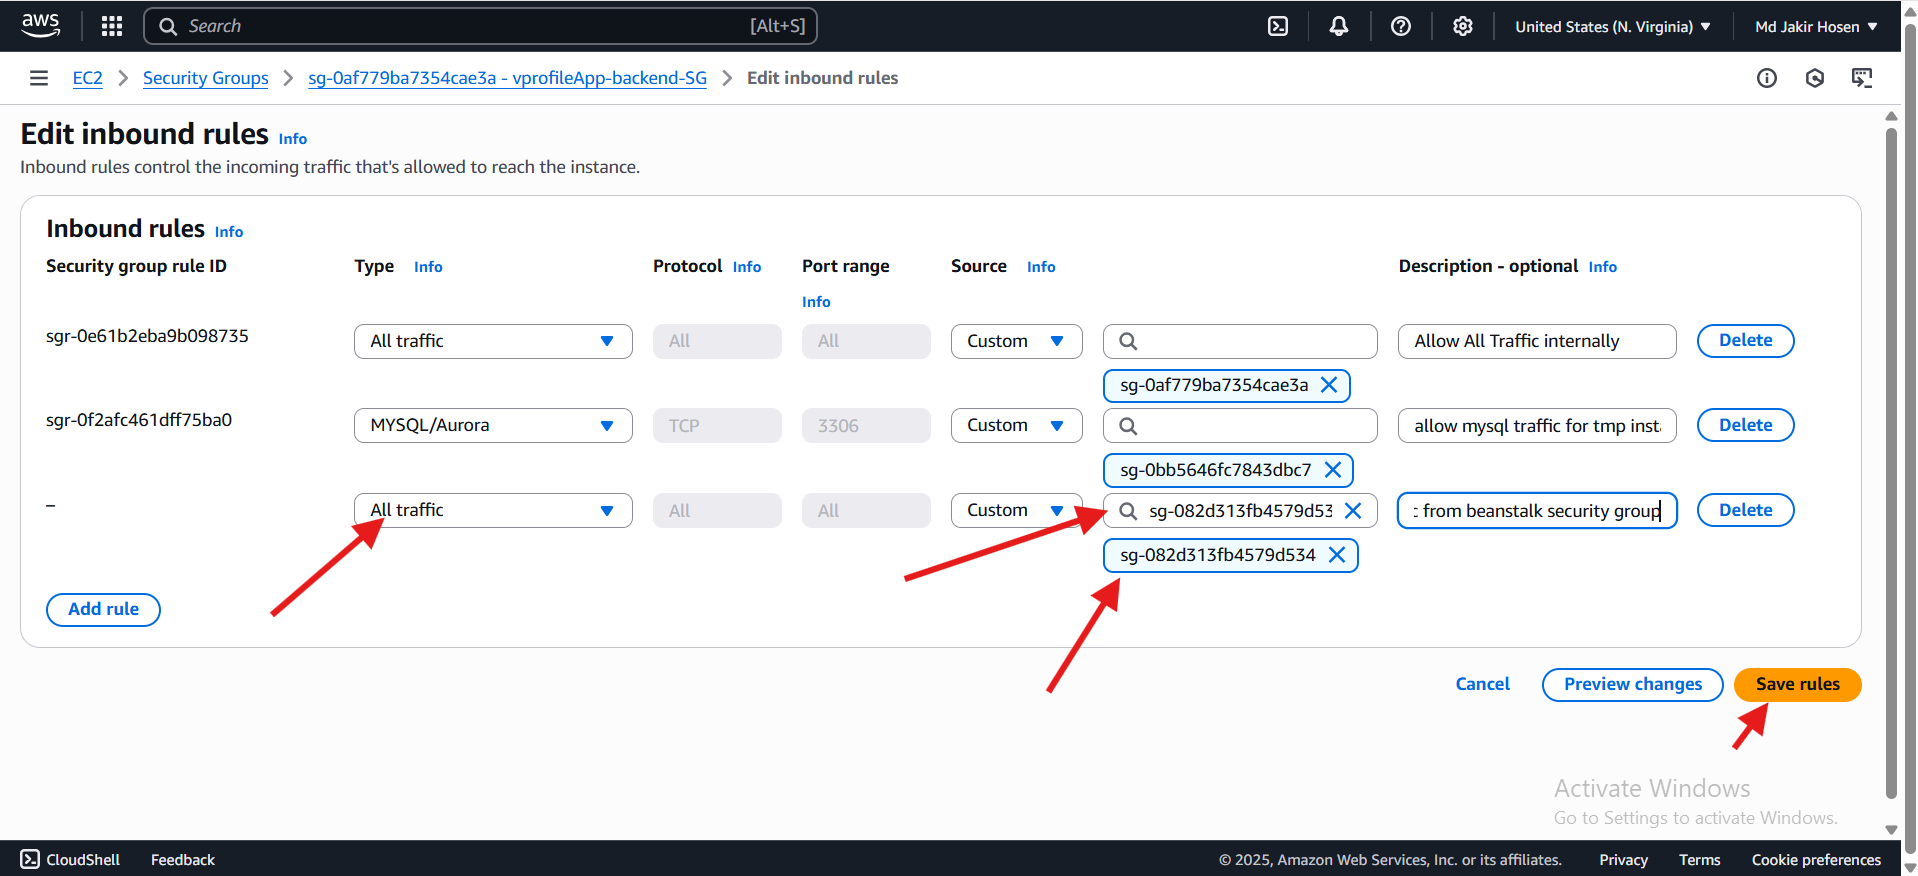 aws
Search [Alt+S] United States (N. Virginia) Md Jakir Hosen
EC2 Security Groups sg-0af779ba7354cae3a - vprofileApp-backend-SG Edit inbound rules
Edit inbound rules Info
Inbound rules control the incoming traffic that's allowed to reach the instance.
Inbound rules Info
Security group rule ID Type Info Protocol Info Port range Source Info Description - optional Info
Info
sgr-0e61b2eba9b098735 All traffic All All Custom Allow All Traffic internally Delete
sg-0af779ba7354cae3a
sgr-0f2afc461dff75ba0 MYSQL/Aurora TCP 3306 Custom allow mysql traffic for tmp inst Delete
sg-0bb5646fc7843dbc7
– All traffic All All Custom sg-082d313fb4579d53 from beanstalk security group Delete
sg-082d313fb4579d534
Add rule
Cancel Preview changes Save rules
Activate Windows
Go to Settings to activate Windows.
CloudShell Feedback © 2025, Amazon Web Services, Inc. or its affiliates. Privacy Terms Cookie preferences